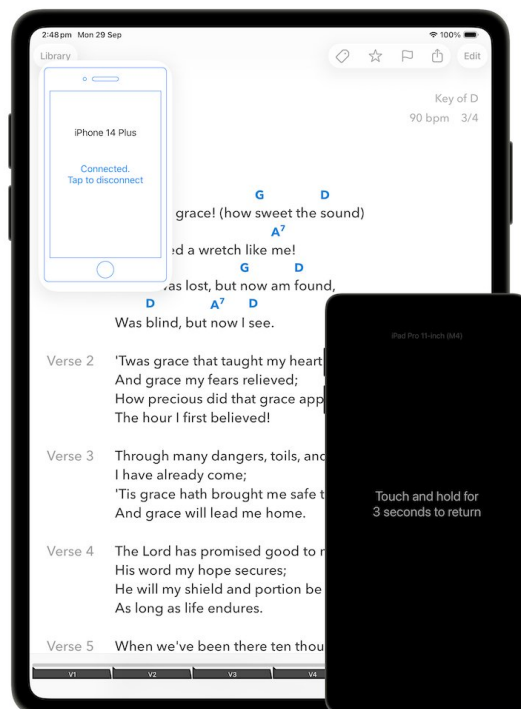 2:48 pm Mon 29 Sep
100%
Library
Edit
iPhone 14 Plus
Connected.
Tap to disconnect
Key of D
90 bpm 3/4
G D
grace! (how sweet the sound)
A7
ed a wretch like me!
G D
as lost, but now am found,
D A7 D
Was blind, but now I see.
Verse 2 'Twas grace that taught my heart
And grace my fears relieved;
How precious did that grace app
The hour I first believed!
Verse 3 Through many dangers, toils, and
I have already come;
'Tis grace hath brought me safe t
And grace will lead me home.
Verse 4 The Lord has promised good to
His word my hope secures;
He will my shield and portion be
As long as life endures.
Verse 5 When we've been there ten thou
V1 V2 V3 V4
iPad Pro 11-inch (M4)
Touch and hold for
3 seconds to return